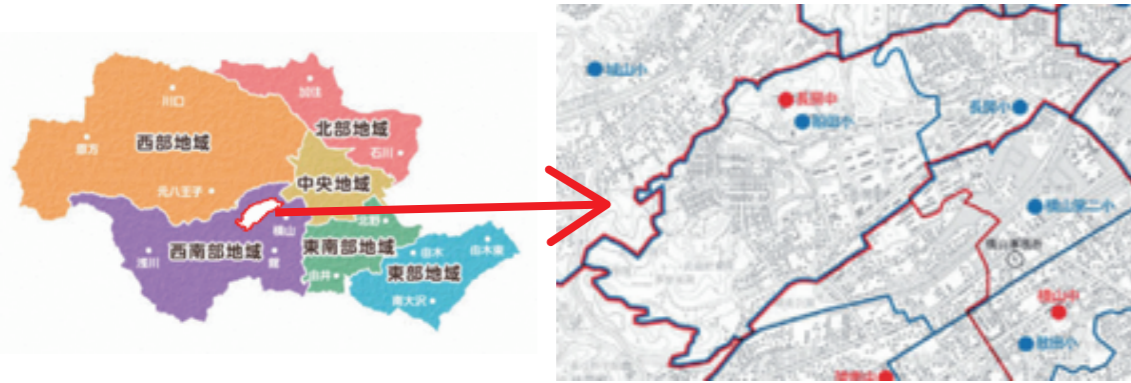 加住
川口
北部地域
西部地域
恩方
石川
中央地域
元八王子
北野
横山
西南部地域
東南部地域
浅川
館
由木
由木東
由井
東部地域
南大沢
城山小
長房中
船田小
長房小
横山第二小
横山事務所
横山中
散田小